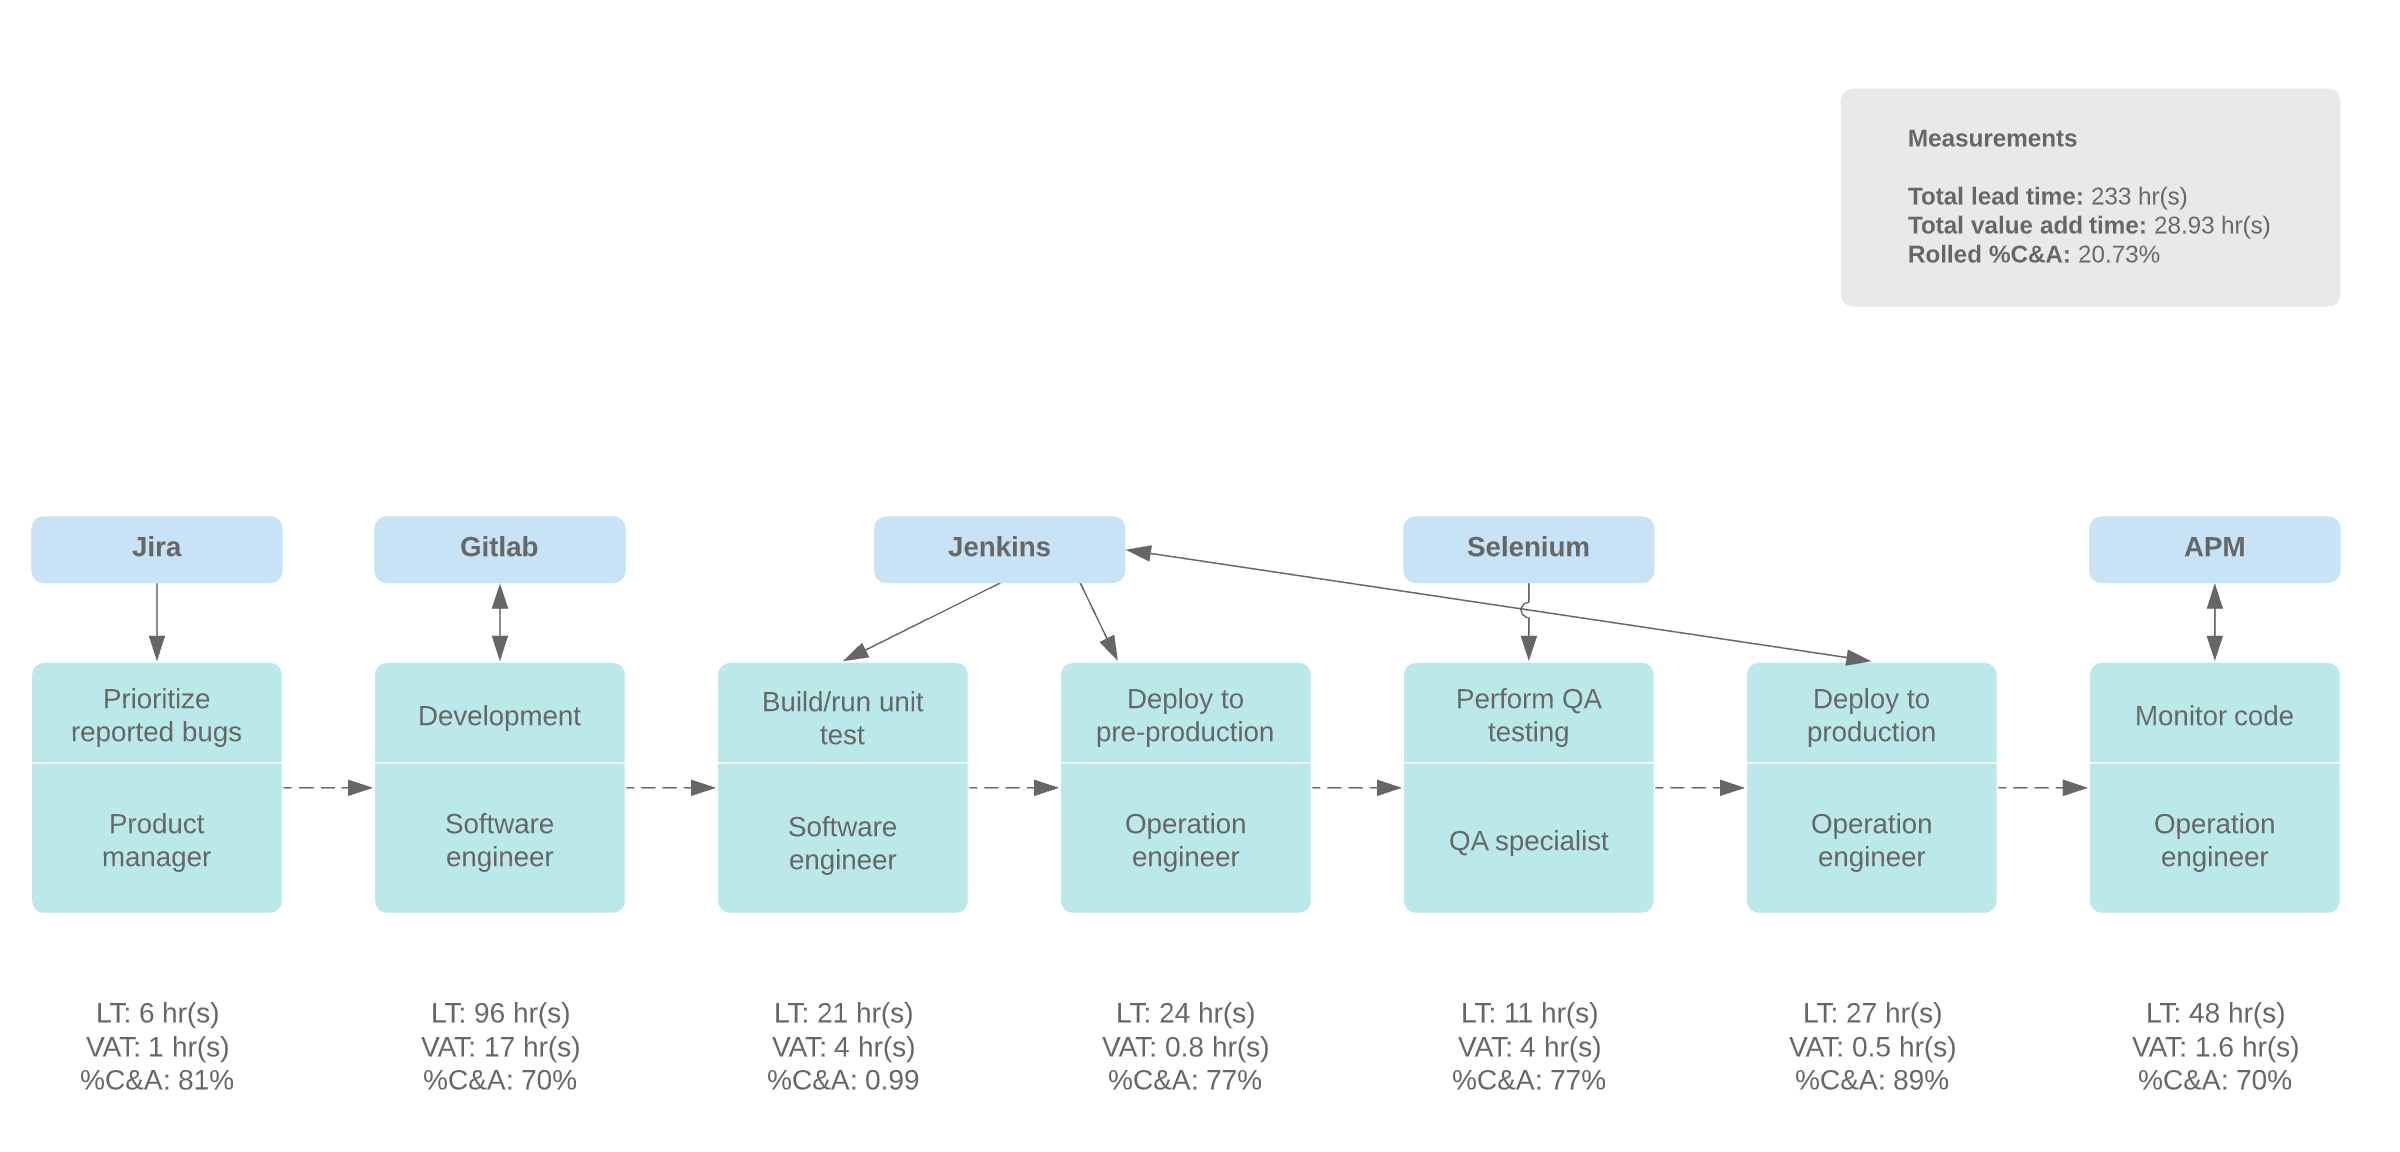 Measurements
Total lead time: 233 hr(s)
Total value add time: 28.93 hr(s)
Rolled %C&A: 20.73%
Jira
Gitlab
Jenkins
Selenium
APM
Prioritize
reported bugs
Product
manager
Development
Software
engineer
Build/run unit
test
Software
engineer
Deploy to
pre-production
Operation
engineer
Perform QA
testing
QA specialist
Deploy to
production
Operation
engineer
Monitor code
Operation
engineer
LT: 6 hr(s)
VAT: 1 hr(s)
%C&A: 81%
LT: 96 hr(s)
VAT: 17 hr(s)
%C&A: 70%
LT: 21 hr(s)
VAT: 4 hr(s)
%C&A: 0.99
LT: 24 hr(s)
VAT: 0.8 hr(s)
%C&A: 77%
LT: 11 hr(s)
VAT: 4 hr(s)
%C&A: 77%
LT: 27 hr(s)
VAT: 0.5 hr(s)
%C&A: 89%
LT: 48 hr(s)
VAT: 1.6 hr(s)
%C&A: 70%